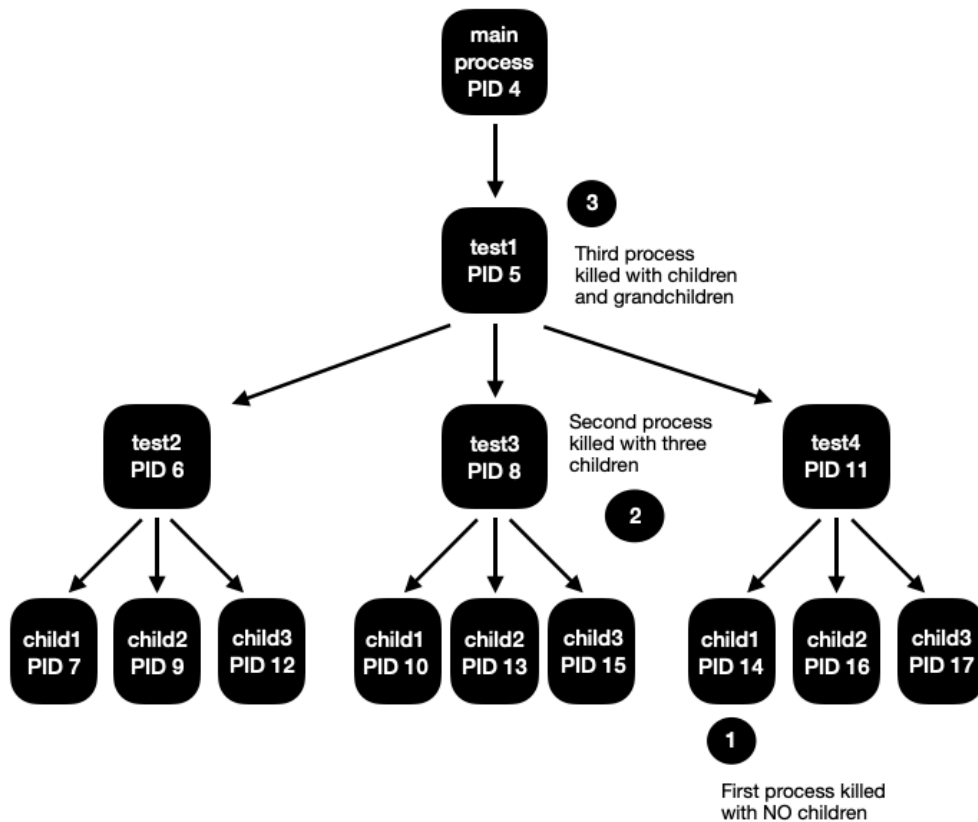 main
process
PID 4
3
test1
PID 5
Third process
killed with children
and grandchildren
test2
PID 6
test3
PID 8
Second process
killed with three
children
test4
PID 11
2
child1
PID 7
child2
PID 9
child3
PID 12
child1
PID 10
child2
PID 13
child3
PID 15
child1
PID 14
child2
PID 16
child3
PID 17
1
First process killed
with NO children